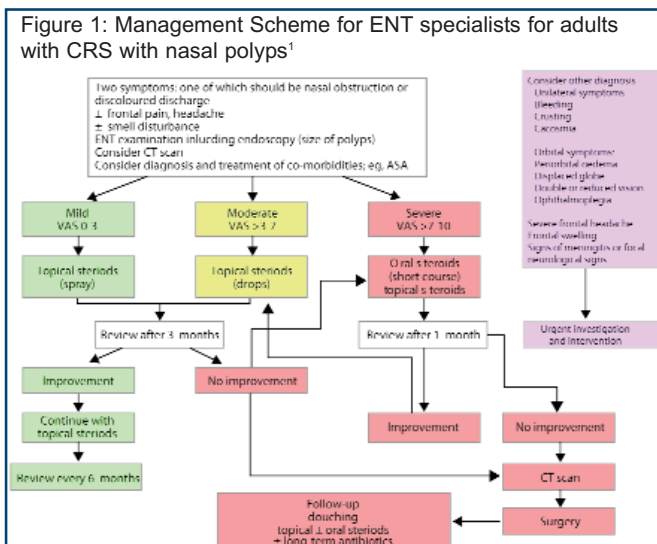 Figure 1: Management Scheme for ENT specialists for adults
with CRS with nasal polyps¹
Two symptoms: one of which should be nasal obstruction or
discoloured discharge
⊥ frontal pain, headache
± smell disturbance
ENT examination inlueding endoscopy (size of polyps)
Consider CT scan
Consider diagnosis and treatment of co-morbidities; eg, ASA
Consider other diagnosis
Unilateral symptoms
Bleeding
Crusting
Cacosmia
Orbital symptoms:
Periorbital oedema
Displaced globe
Double or reduced vision
Ophthalmoplegia
Severe frontal headache
Frontal swelling
Signs of meningitis or focal
neurological signs
Mild
VAS 0-3
Moderate
VAS >3-7
Severe
VAS >7-10
Topical steriods
(spray)
Topical steriods
(drops)
Oral steroids
(short course)
topical steroids
Review after 3 months
Review after 1 month
Urgent investigation
and intervention
Improvement
No improvement
Continue with
topical steriods
Improvement
No improvement
Review every 6 months
CT scan
Surgery
Follow-up
douching
topical ⊥ oral steriods
± long-term antibiotics